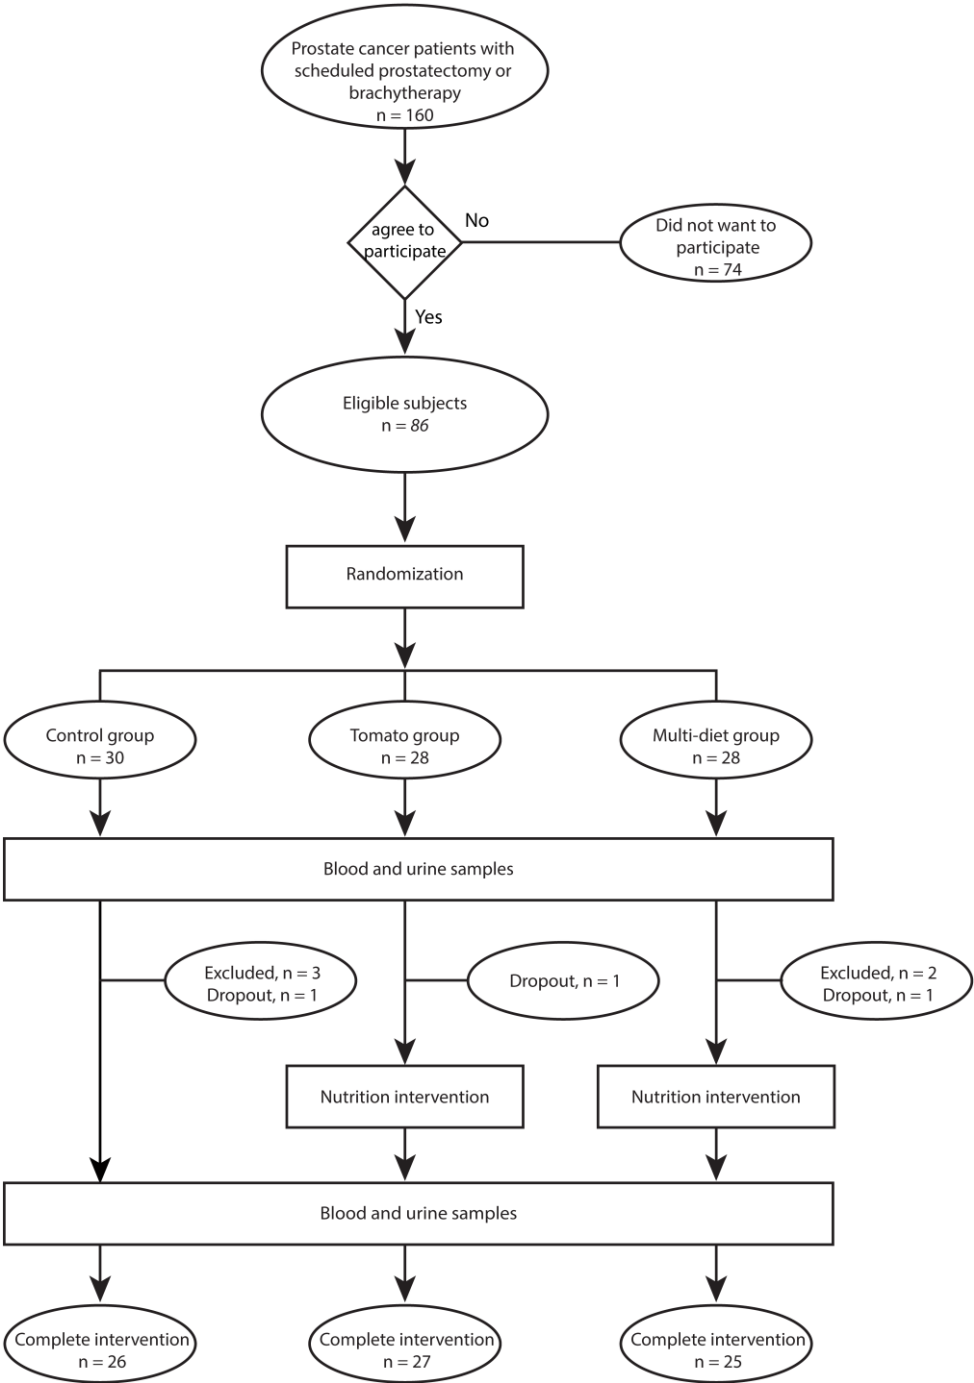 Prostate cancer patients with
scheduled prostatectomy or
brachytherapy
n = 160
agree to
participate
No
Did not want to
participate
n = 74
Yes
Eligible subjects
n = 86
Randomization
Control group
n = 30
Tomato group
n = 28
Multi-diet group
n = 28
Blood and urine samples
Excluded, n = 3
Dropout, n = 1
Dropout, n = 1
Excluded, n = 2
Dropout, n = 1
Nutrition intervention
Nutrition intervention
Blood and urine samples
Complete intervention
n = 26
Complete intervention
n = 27
Complete intervention
n = 25